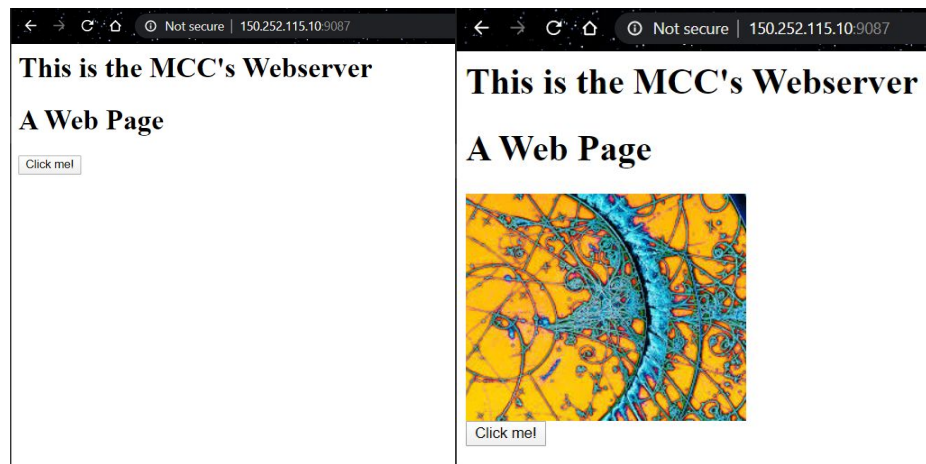 Not secure | 150.252.115.10:9087
This is the MCC's Webserver
A Web Page
Click me!
Not secure | 150.252.115.10:9087
This is the MCC's Webserver
A Web Page
Click me!